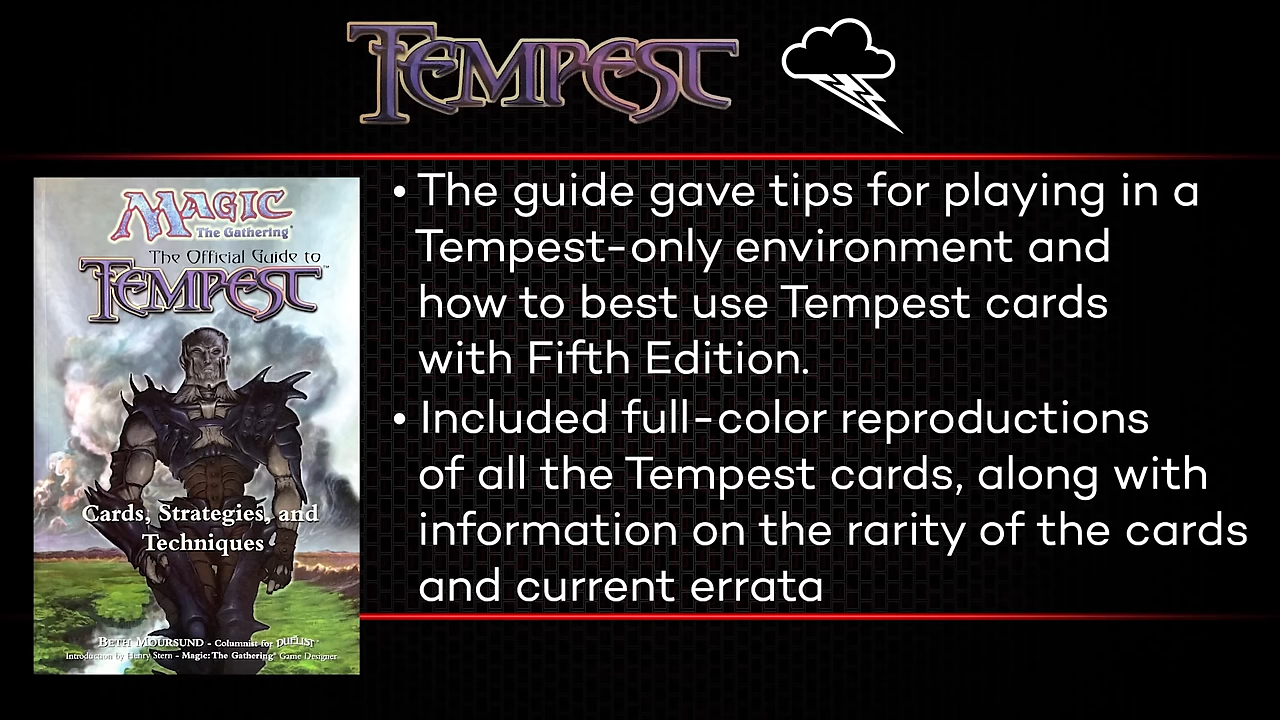 TEMPEST
MAGIC
The Gathering®
The Official Guide to
TEMPEST™
Cards, Strategies, and
Techniques
BETH MOURSUND - Columnist for DUELIST™
Introduction by Henry Stern - Magic: The Gathering® Game Designer
• The guide gave tips for playing in a
Tempest-only environment and
how to best use Tempest cards
with Fifth Edition.
• Included full-color reproductions
of all the Tempest cards, along with
information on the rarity of the cards
and current errata